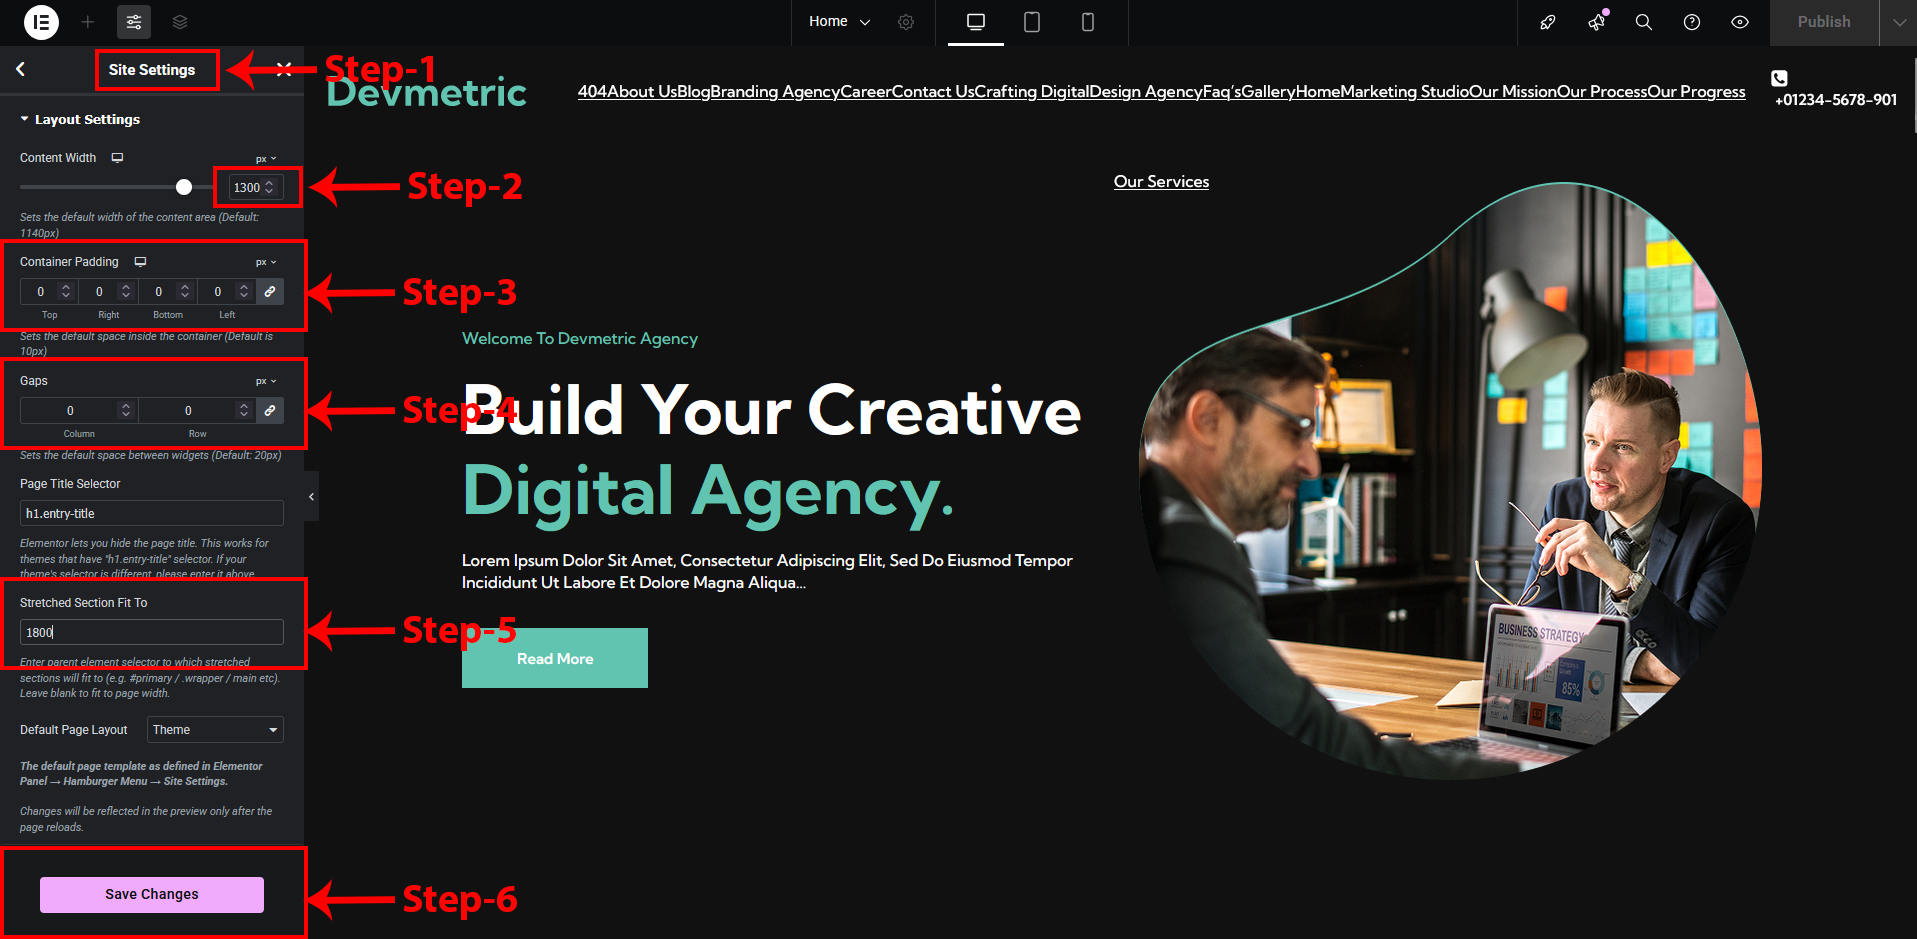 Home
Publish
Site Settings
Step-1
Layout Settings
Content Width
px
1300
Step-2
Sets the default width of the content area (Default:
1140px)
Container Padding
px
0 0 0 0
Top Right Bottom Left
Step-3
Sets the default space inside the container (Default is
10px)
Gaps
px
0 0
Column Row
Step-4
Sets the default space between widgets (Default: 20px)
Page Title Selector
h1.entry-title
Elementor lets you hide the page title. This works for
themes that have "h1.entry-title" selector. If your
theme's selector is different, please enter it above.
Stretched Section Fit To
1800
Step-5
Enter parent element selector to which stretched
sections will fit to (e.g. #primary / .wrapper / main etc).
Leave blank to fit to page width.
Default Page Layout
Theme
The default page template as defined in Elementor
Panel → Hamburger Menu → Site Settings.
Changes will be reflected in the preview only after the
page reloads.
Save Changes
Step-6
Devmetric
404About UsBlogBranding AgencyCareerContact UsCrafting DigitalDesign AgencyFaq'sGalleryHomeMarketing StudioOur MissionOur ProcessOur Progress
+01234-5678-901
Our Services
Welcome To Devmetric Agency
Build Your Creative
Digital Agency.
Lorem Ipsum Dolor Sit Amet, Consectetur Adipiscing Elit, Sed Do Eiusmod Tempor
Incididunt Ut Labore Et Dolore Magna Aliqua...
Read More
BUSINESS STRATEGY
85%